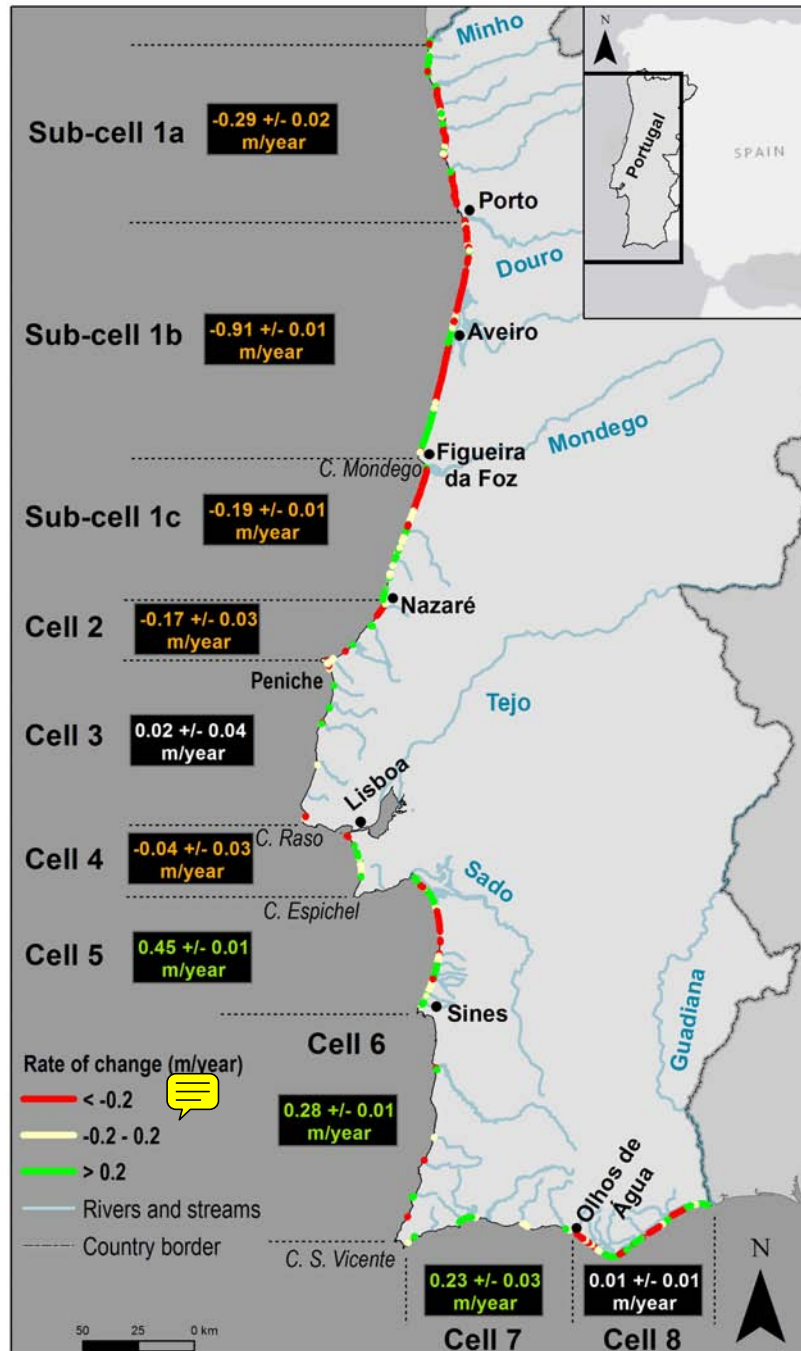 Minho
N
Sub-cell 1a
-0.29 +/- 0.02
m/year
Portugal
SPAIN
Porto
Douro
Sub-cell 1b
-0.91 +/- 0.01
m/year
Aveiro
Mondego
C. Mondego
Figueira
da Foz
Sub-cell 1c
-0.19 +/- 0.01
m/year
Nazaré
Cell 2
-0.17 +/- 0.03
m/year
Peniche
Tejo
Cell 3
0.02 +/- 0.04
m/year
Lisboa
C. Raso
Cell 4
-0.04 +/- 0.03
m/year
Sado
C. Espichel
Cell 5
0.45 +/- 0.01
m/year
Guadiana
Sines
Cell 6
0.28 +/- 0.01
m/year
Rate of change (m/year)
< -0.2
-0.2 - 0.2
> 0.2
Rivers and streams
Country border
Olhos de
Água
C. S. Vicente
N
0.23 +/- 0.03
m/year
0.01 +/- 0.01
m/year
50 25 0 km
Cell 7
Cell 8